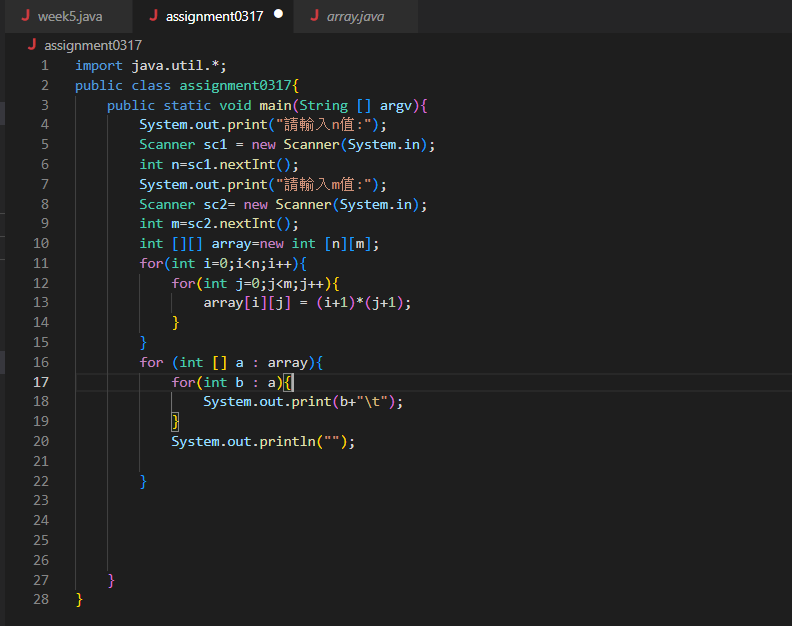 week5.java assignment0317 array.java
assignment0317
1 import java.util.*;
2 public class assignment0317{
3 public static void main(String [] argv){
4 System.out.print("請輸入n值:");
5 Scanner sc1 = new Scanner(System.in);
6 int n=sc1.nextInt();
7 System.out.print("請輸入m值:");
8 Scanner sc2= new Scanner(System.in);
9 int m=sc2.nextInt();
10 int [][] array=new int [n][m];
11 for(int i=0;i<n;i++){
12 for(int j=0;j<m;j++){
13 array[i][j] = (i+1)*(j+1);
14 }
15 }
16 for (int [] a : array){
17 for(int b : a){
18 System.out.print(b+"\t");
19 }
20 System.out.println("");
21
22 }
23
24
25
26
27 }
28 }